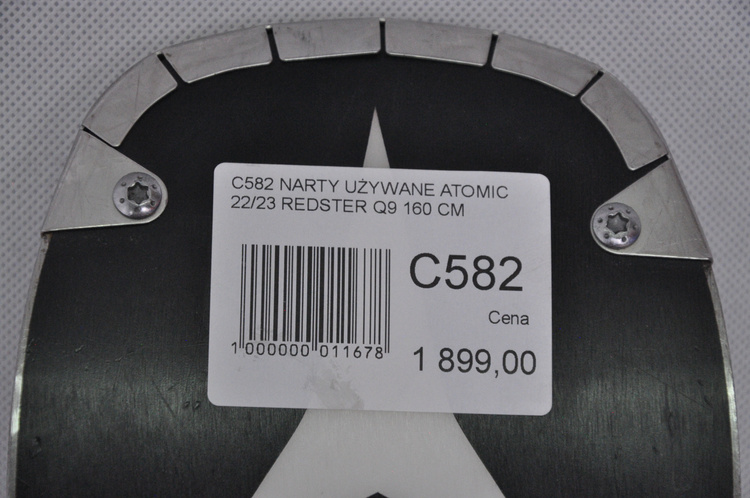 C582 NARTY UŻYWANE ATOMIC
22/23 REDSTER Q9 160 CM
C582
Cena
1 899,00
1 000000 011678